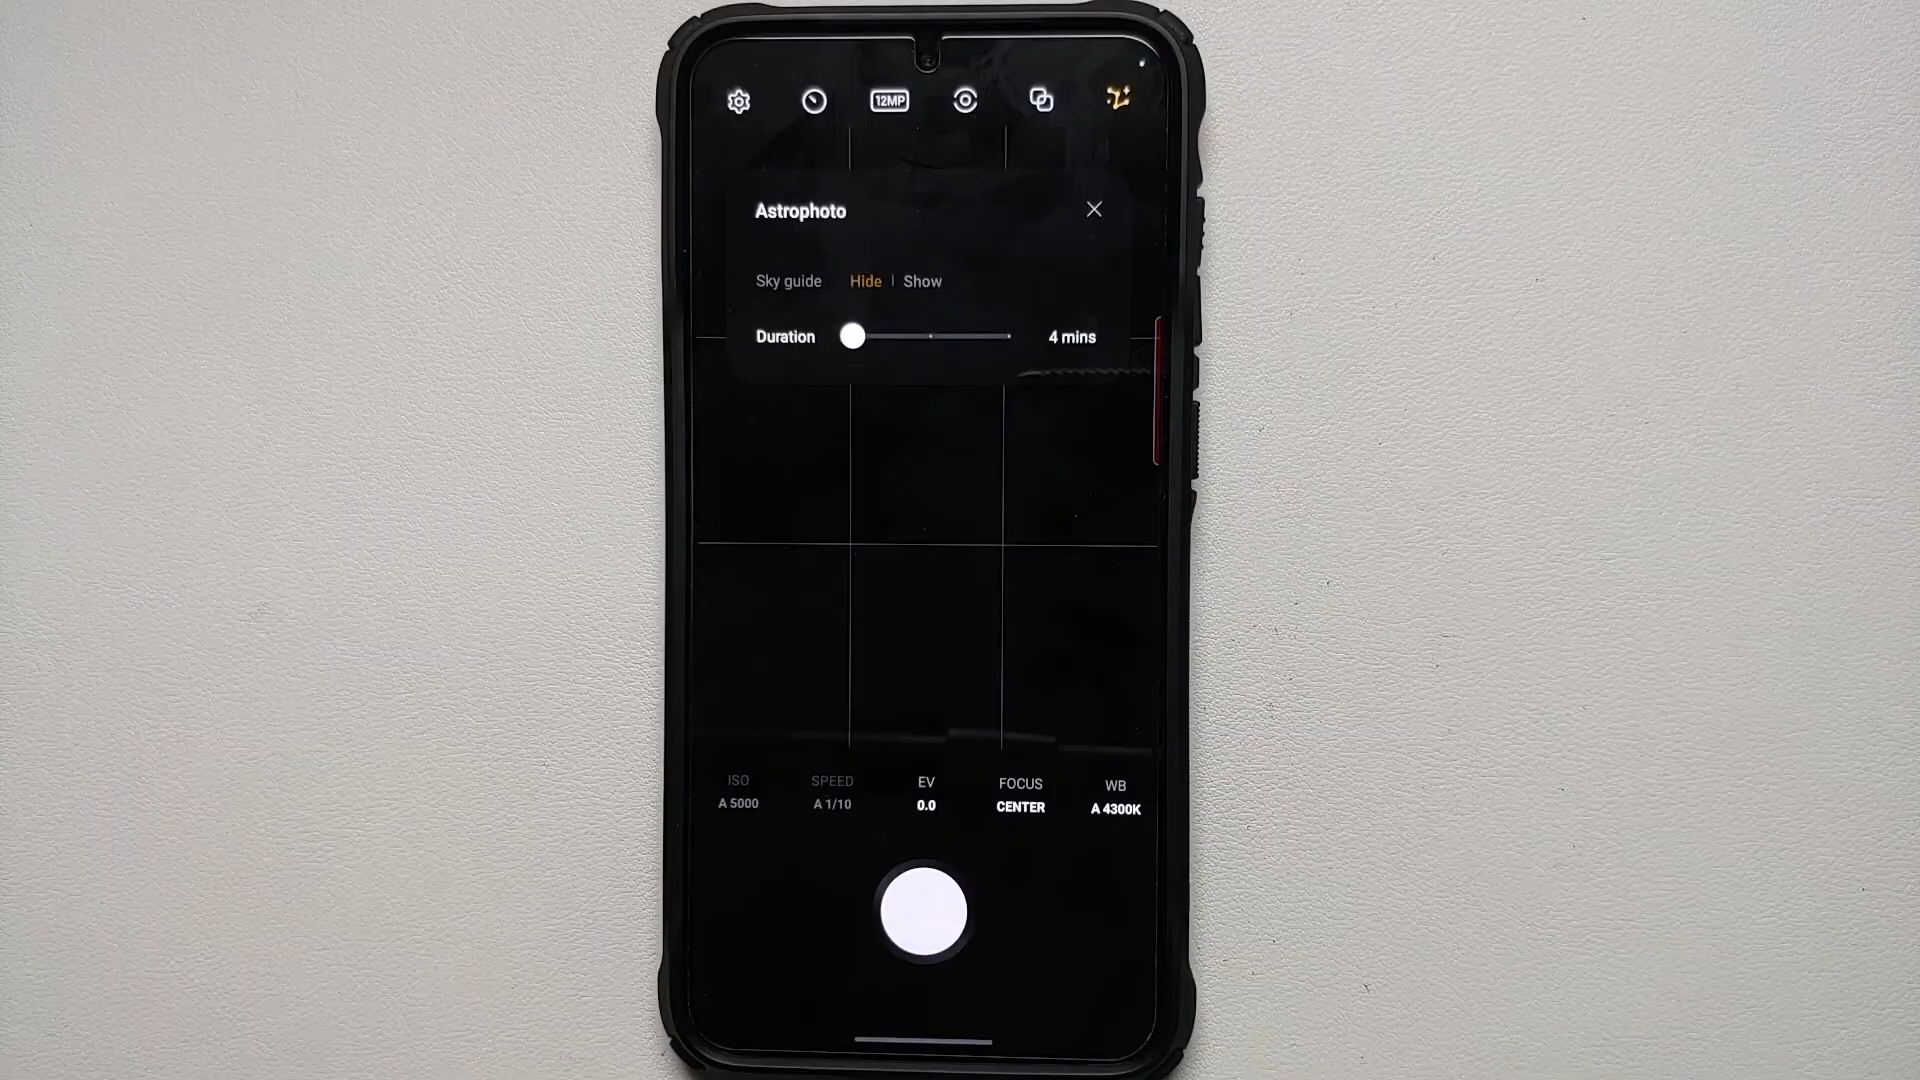 12MP
Astrophoto
Sky guide Hide | Show
Duration 4 mins
ISO SPEED EV FOCUS WB
A 5000 A 1/10 0.0 CENTER A 4300K